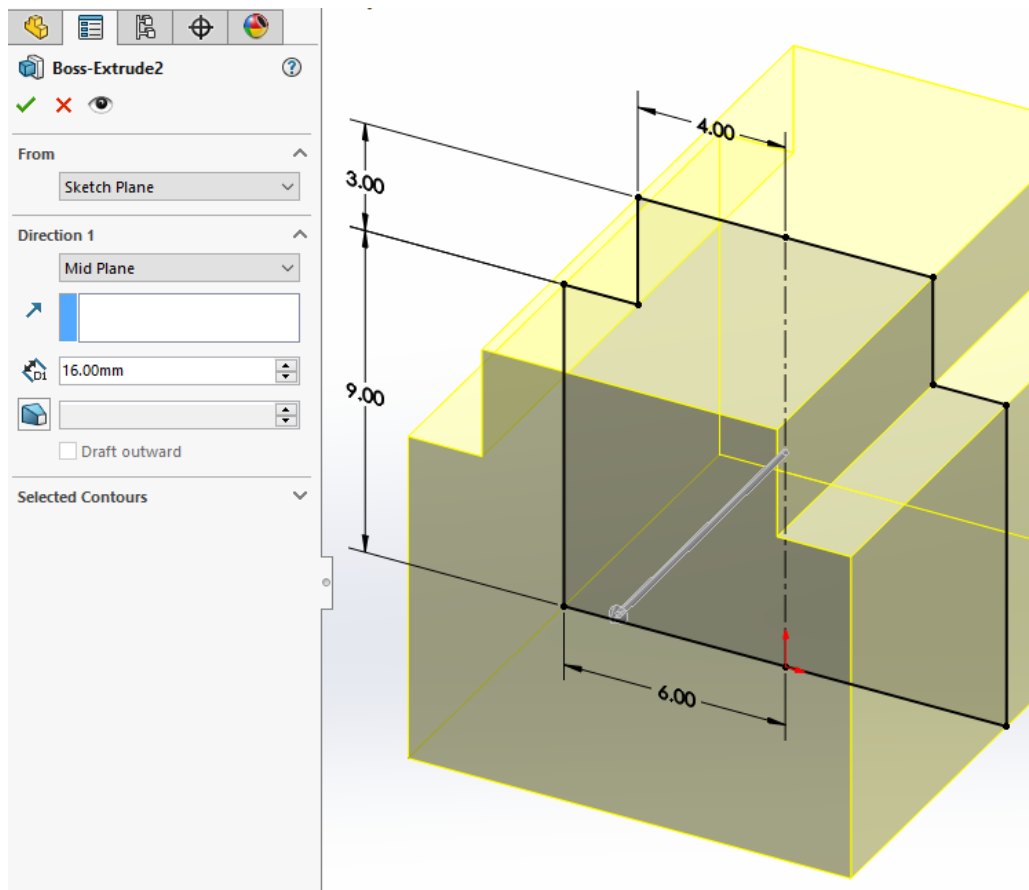 Boss-Extrude2
From
Sketch Plane
Direction 1
Mid Plane
D1
16.00mm
Draft outward
Selected Contours
4.00
3.00
9.00
6.00